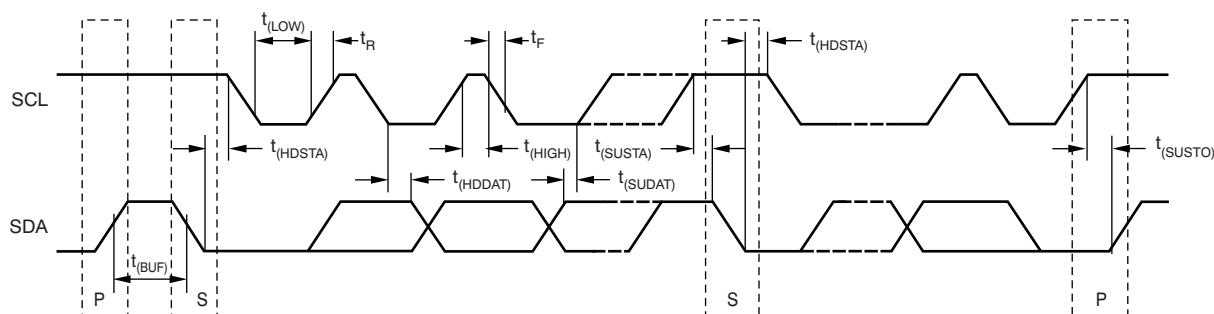 t(LOW)
tR
tF
t(HDSTA)
SCL
t(HDSTA)
t(HIGH)
t(SUSTA)
t(SUSTO)
t(HDDAT)
t(SUDAT)
SDA
t(BUF)
P
S
S
P